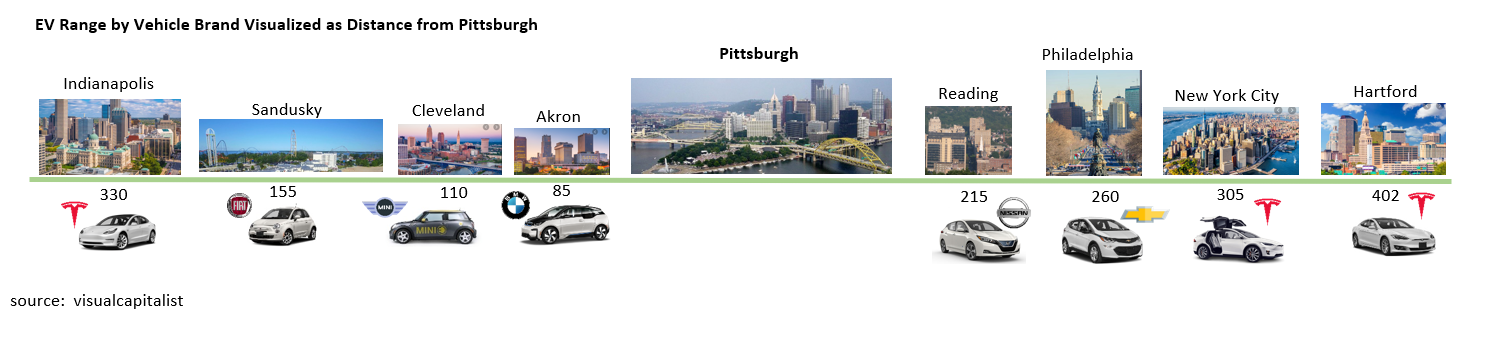 EV Range by Vehicle Brand Visualized as Distance from Pittsburgh
Pittsburgh
Philadelphia
Indianapolis
Sandusky
Cleveland
Akron
Reading
New York City
Hartford
330
155
110
85
215
260
305
402
FIAT
MINI
BMW
NISSAN
MINI
source:  visualcapitalist